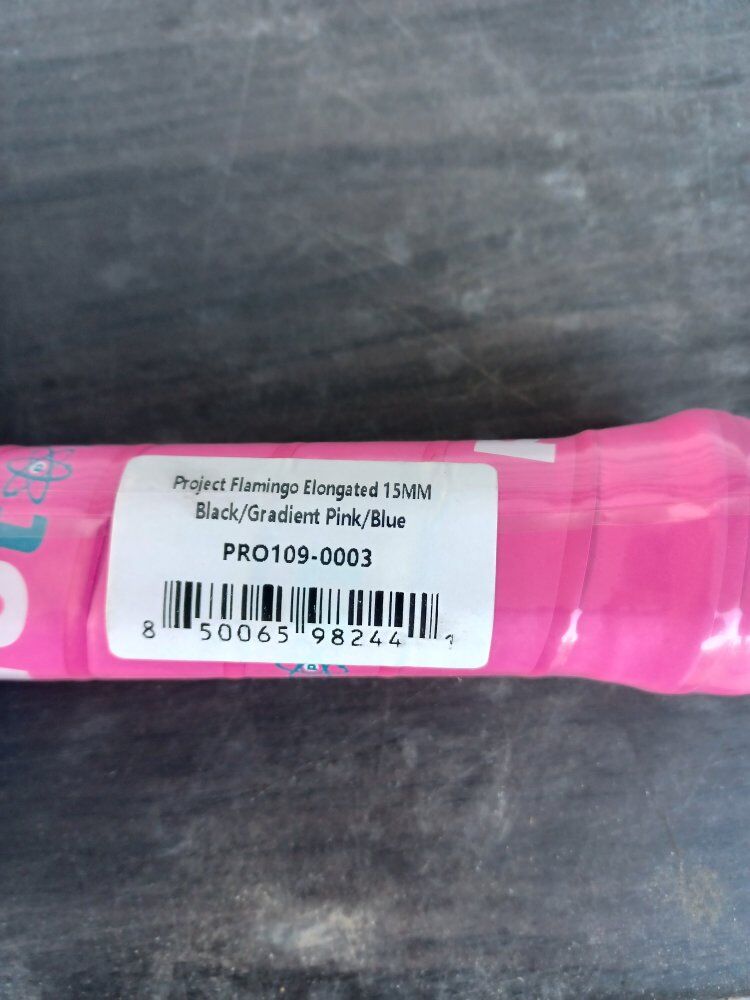 Project Flamingo Elongated 15MM
Black/Gradient Pink/Blue
PRO109-0003
8 50065 98244 1